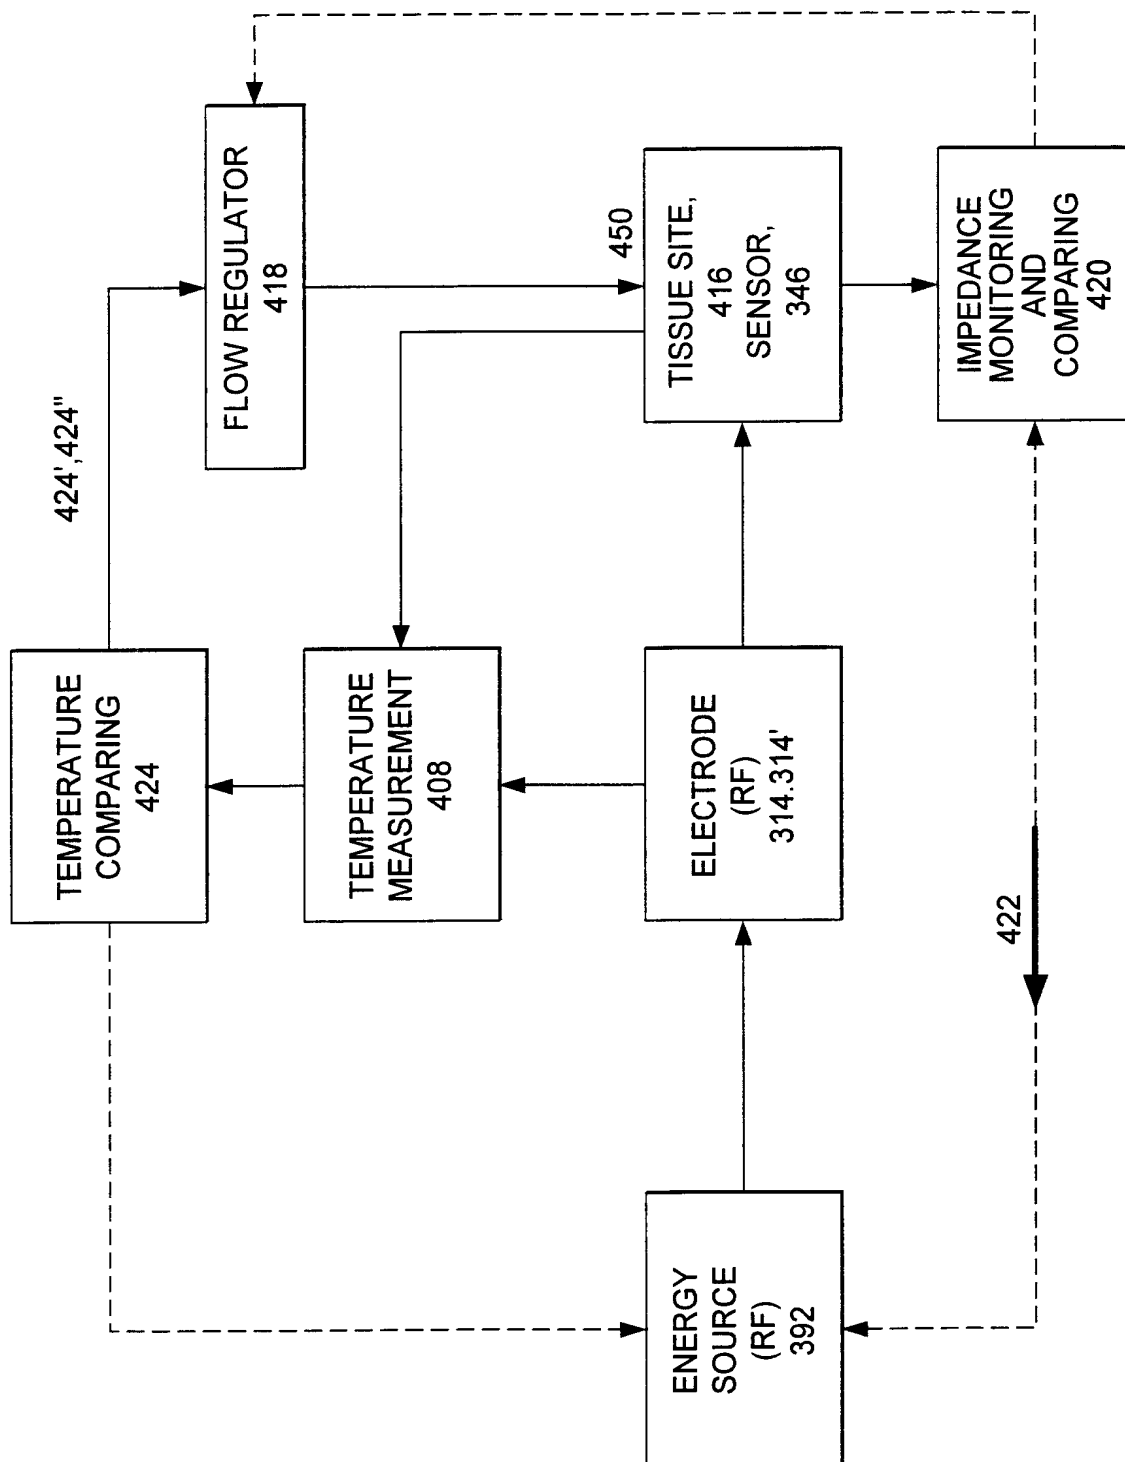 TEMPERATURE
COMPARING
424
424',424"
FLOW REGULATOR
418
TEMPERATURE
MEASUREMENT
408
450
ENERGY
SOURCE
(RF)
392
ELECTRODE
(RF)
314.314'
TISSUE SITE,
416
SENSOR,
346
422
IMPEDANCE
MONITORING
AND
COMPARING
420